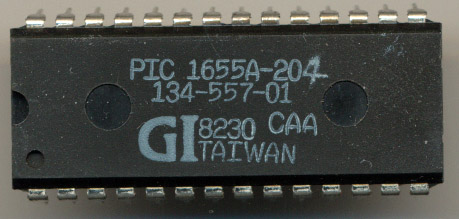 PIC 1655A-204
134-557-01
GI 8230 CAA
TAIWAN